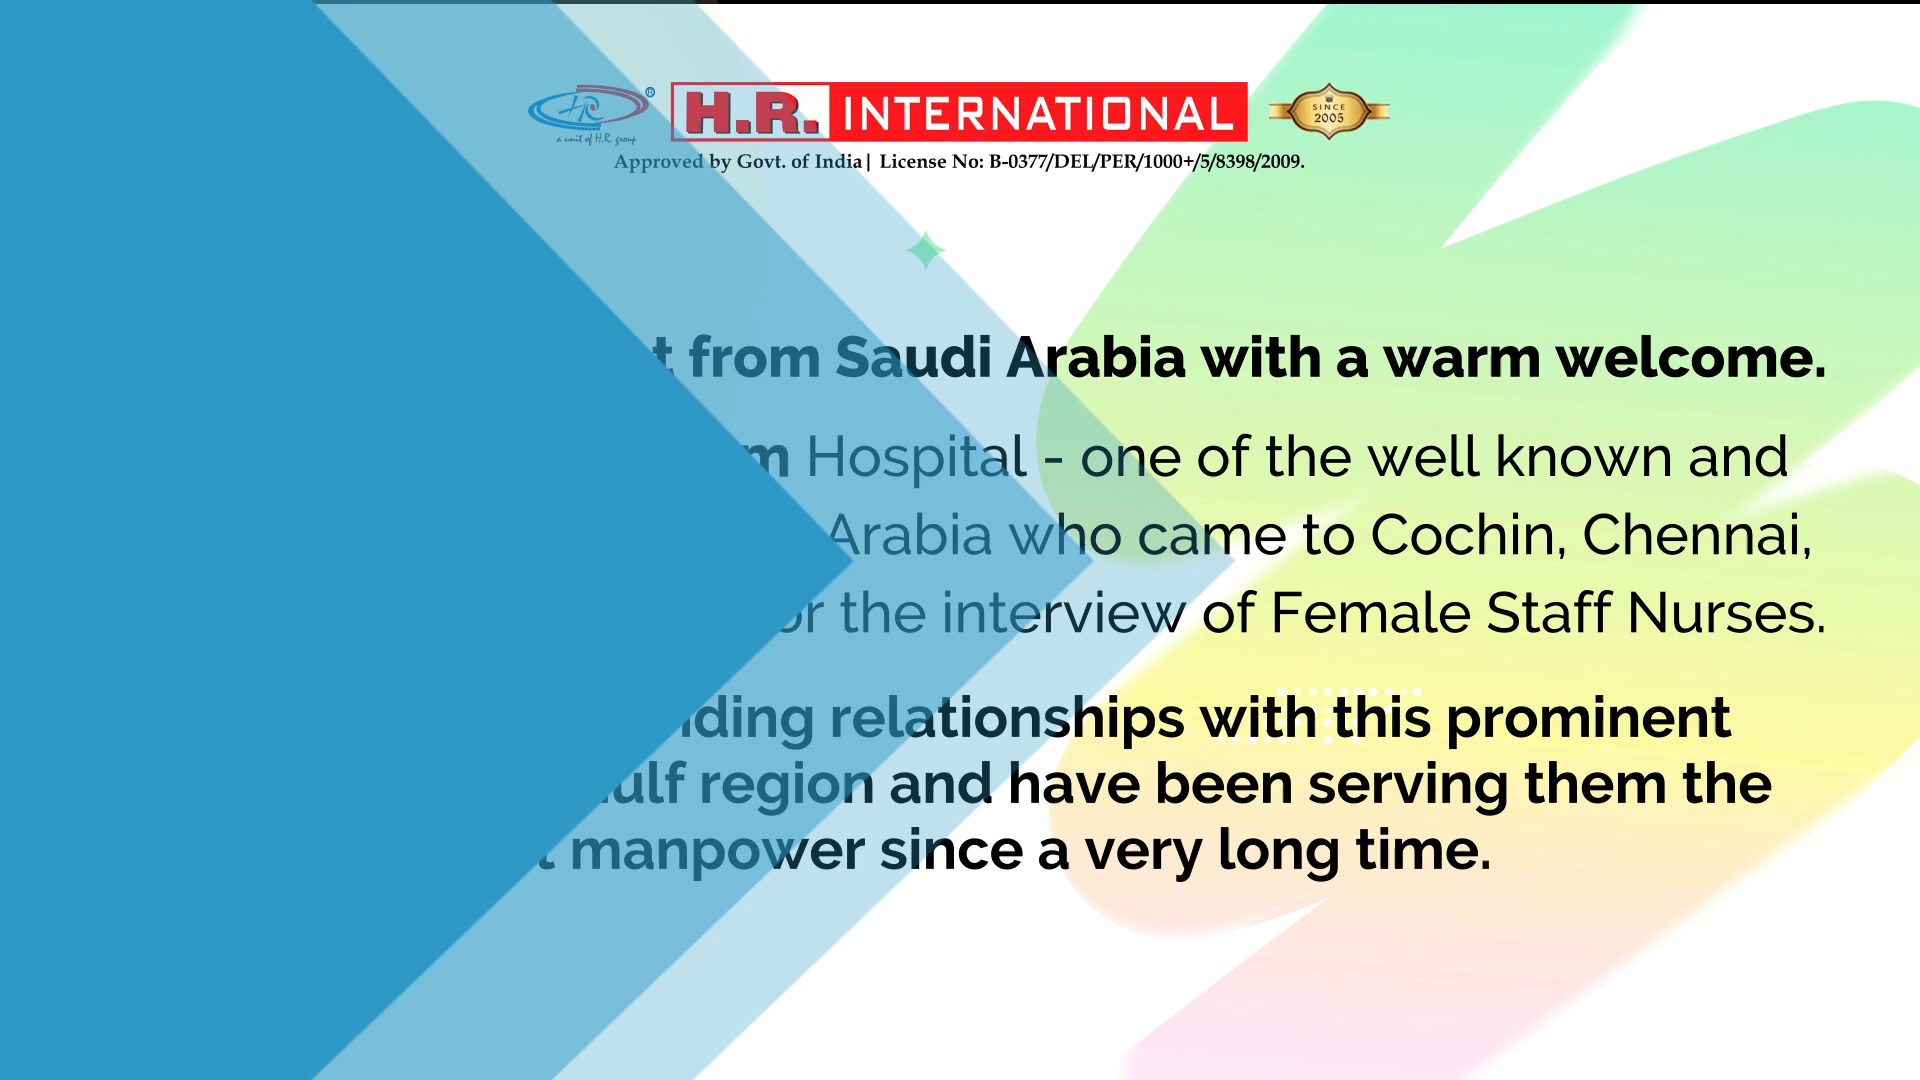 HR
®
a unit of H.R. group
H.R. INTERNATIONAL
SINCE
2005
Approved by Govt. of India| License No: B-0377/DEL/PER/1000+/5/8398/2009.
from Saudi Arabia with a warm welcome.
Hospital - one of the well known and
Arabia who came to Cochin, Chennai,
the interview of Female Staff Nurses.
relationships with this prominent
region and have been serving them the
manpower since a very long time.